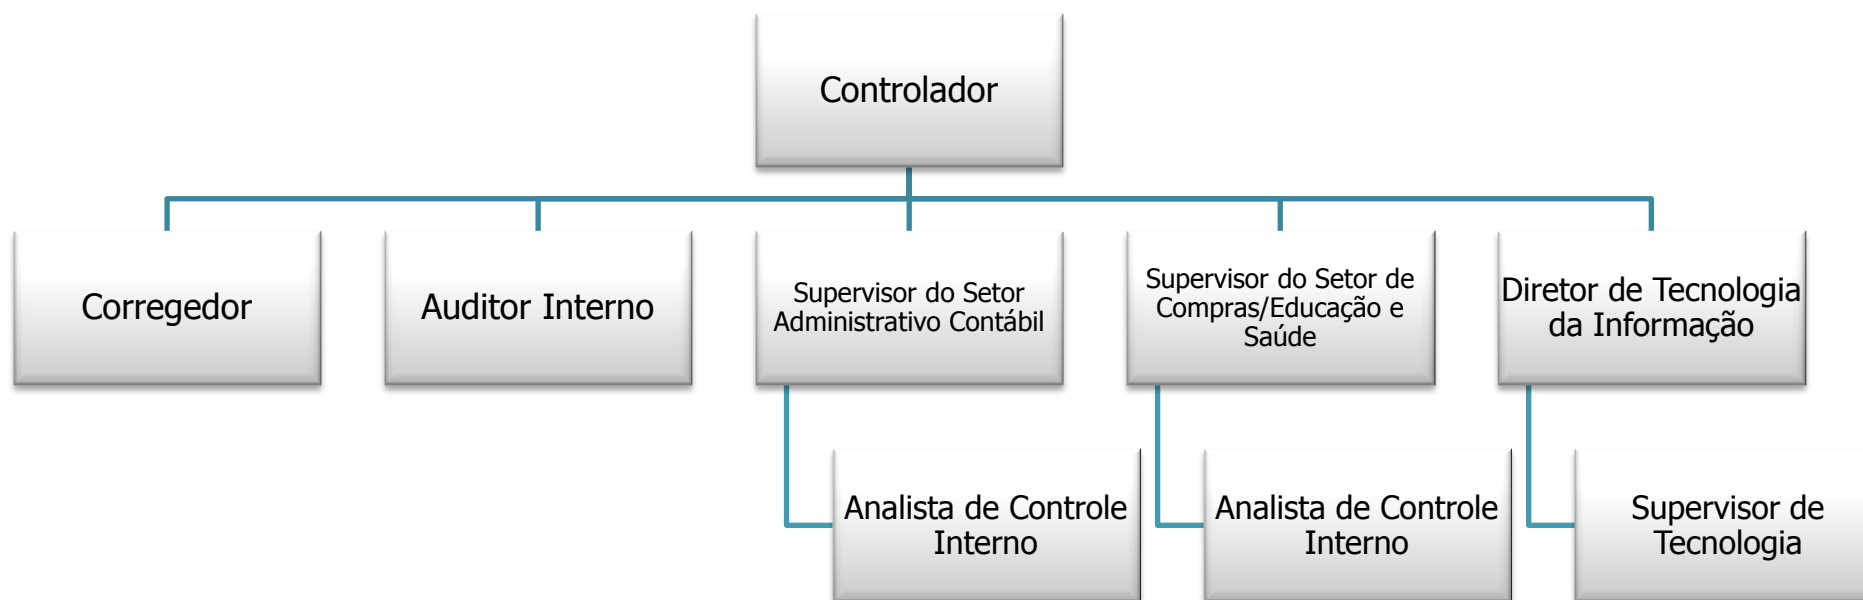 Controlador
Corregedor
Auditor Interno
Supervisor do Setor
Administrativo Contábil
Supervisor do Setor de
Compras/Educação e
Saúde
Diretor de Tecnologia
da Informação
Analista de Controle
Interno
Analista de Controle
Interno
Supervisor de
Tecnologia